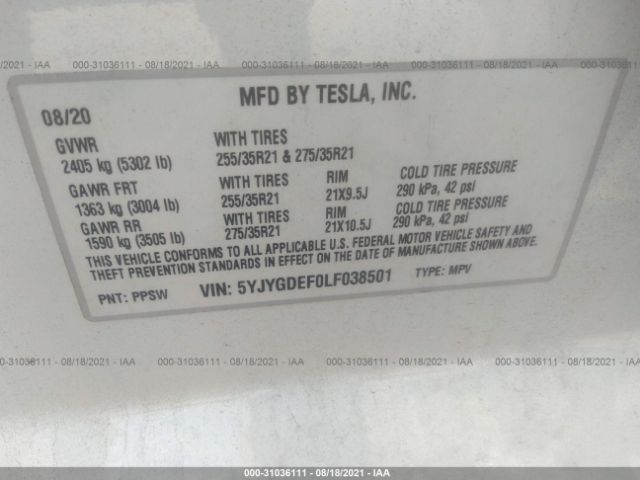 000-31036111 - 08/18/2021 - IAA 000-31036111 - 08/18/2021 - IAA 000-31036111 - 08/18/2021 - IAA
MFD BY TESLA, INC.
08/20
GVWR WITH TIRES
2405 kg (5302 lb) 255/35R21 & 275/35R21
GAWR FRT WITH TIRES RIM COLD TIRE PRESSURE
1363 kg (3004 lb) 255/35R21 21X9.5J 290 kPa, 42 psi
GAWR RR WITH TIRES RIM COLD TIRE PRESSURE
1590 kg (3505 lb) 275/35R21 21X10.5J 290 kPa, 42 psi
THIS VEHICLE CONFORMS TO ALL APPLICABLE U.S. FEDERAL MOTOR VEHICLE SAFETY AND
THEFT PREVENTION STANDARDS IN EFFECT ON THE DATE OF MANUFACTURE SHOWN ABOVE.
PNT: PPSW VIN: 5YJYGDEF0LF038501 TYPE: MPV
000-31036111 - 08/18/2021 - IAA 000-31036111 - 08/18/2021 - IAA 000-31036111 - 08/18/2021 - IAA
000-31036111 - 08/18/2021 - IAA